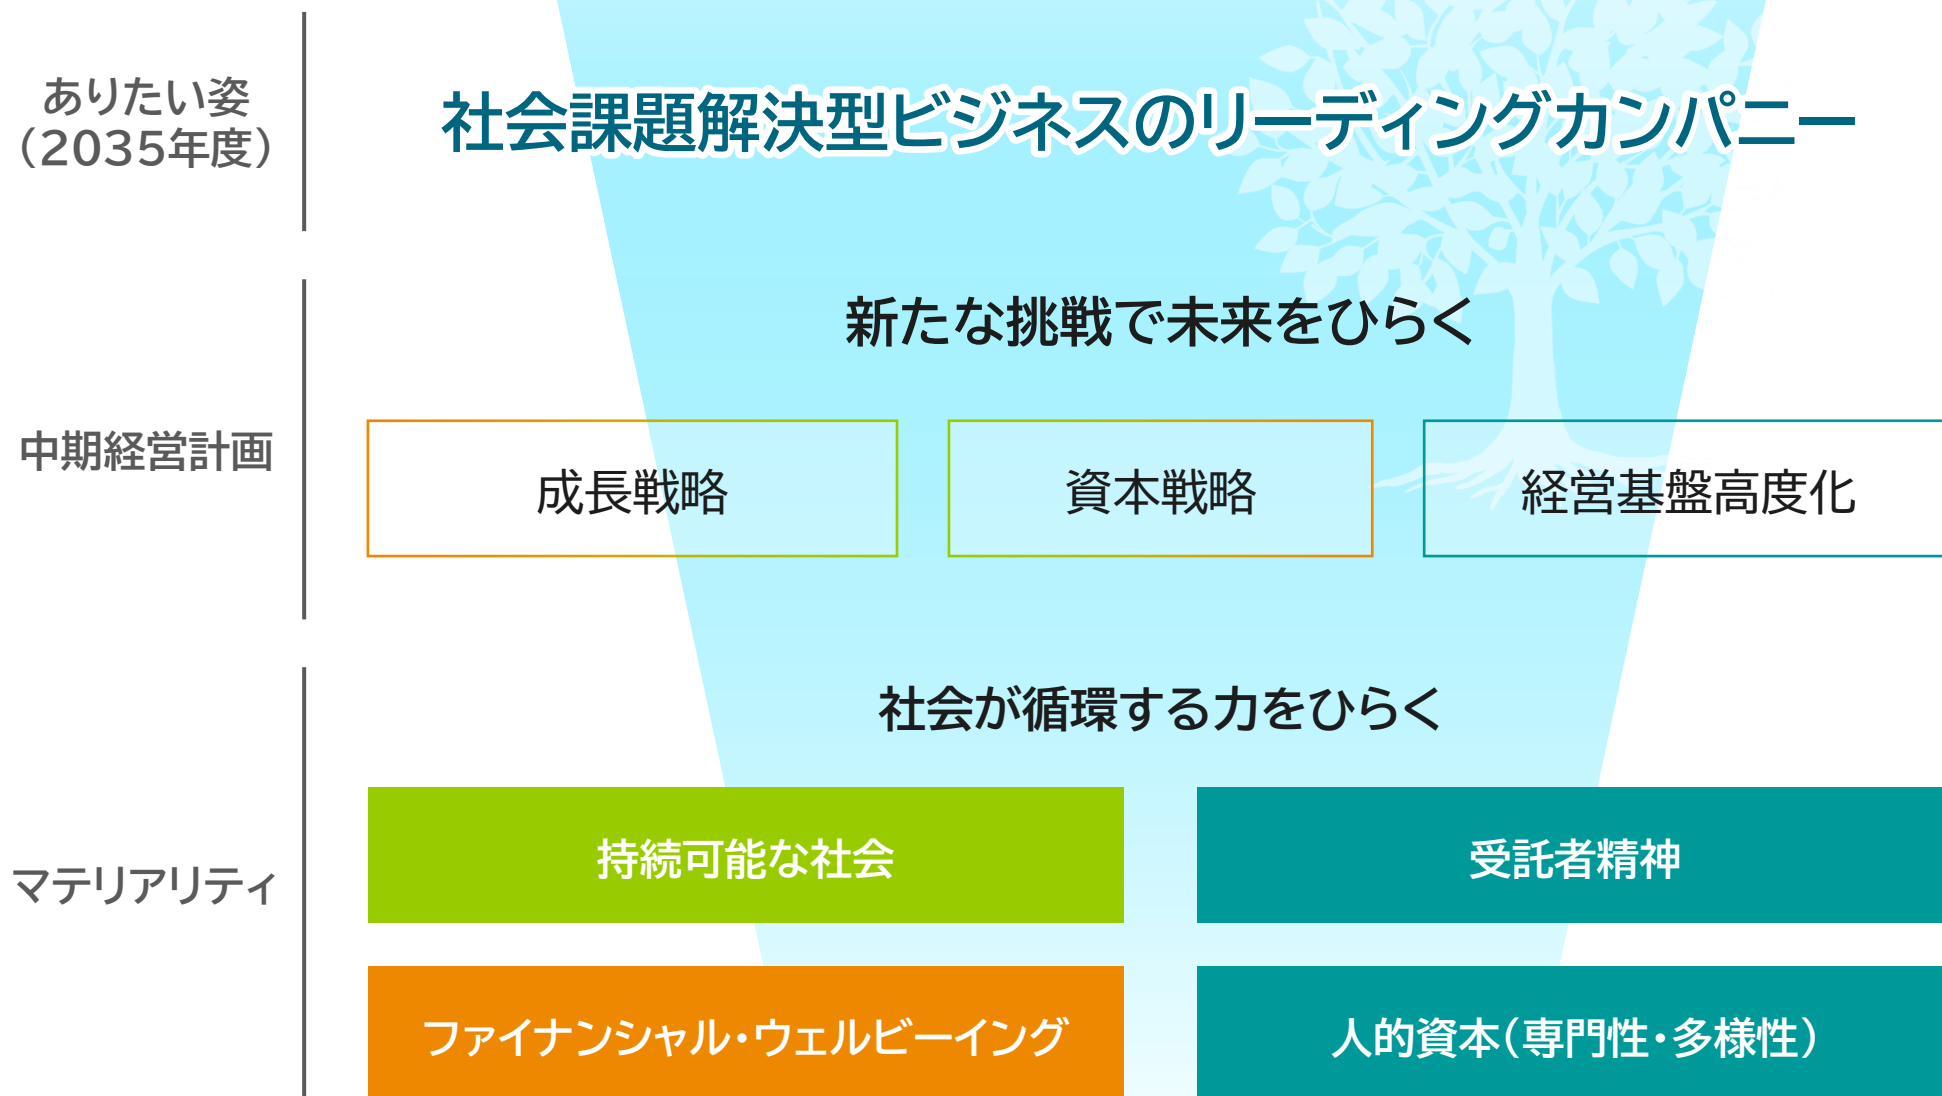 ありたい姿
（2035年度）
社会課題解決型ビジネスのリーディングカンパニー
新たな挑戦で未来をひらく
中期経営計画
成長戦略
資本戦略
経営基盤高度化
社会が循環する力をひらく
マテリアリティ
持続可能な社会
受託者精神
ファイナンシャル・ウェルビーイング
人的資本（専門性・多様性）